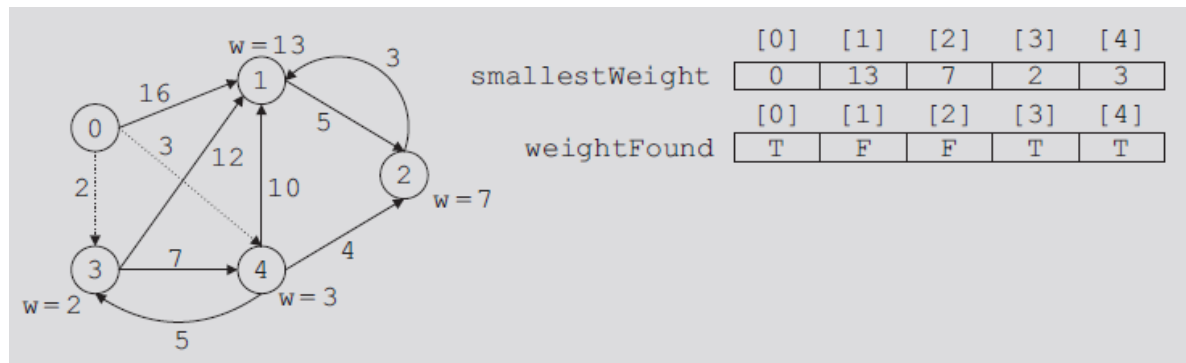 w=13
3
[0] [1] [2] [3] [4]
smallestWeight 0 13 7 2 3
1
16
[0] [1] [2] [3] [4]
0
3
5
weightFound T F F T T
12
2
10
2
w=7
7
4
3
4
w=2
w=3
5